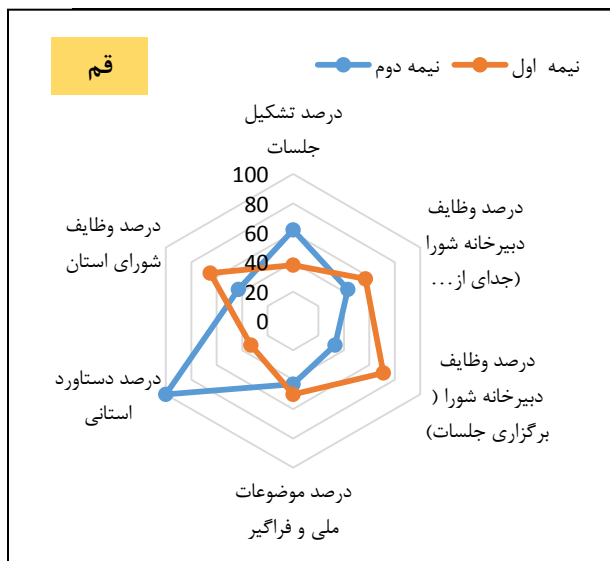 قم
نیمه اول
نیمه دوم
درصد تشکیل
جلسات
100
80
60
40
20
0
درصد وظایف
دبیرخانه شورا
(جدای از...
درصد وظایف
دبیرخانه شورا (
برگزاری جلسات)
درصد موضوعات
ملی و فراگیر
درصد دستاورد
استانی
درصد وظایف
شورای استان